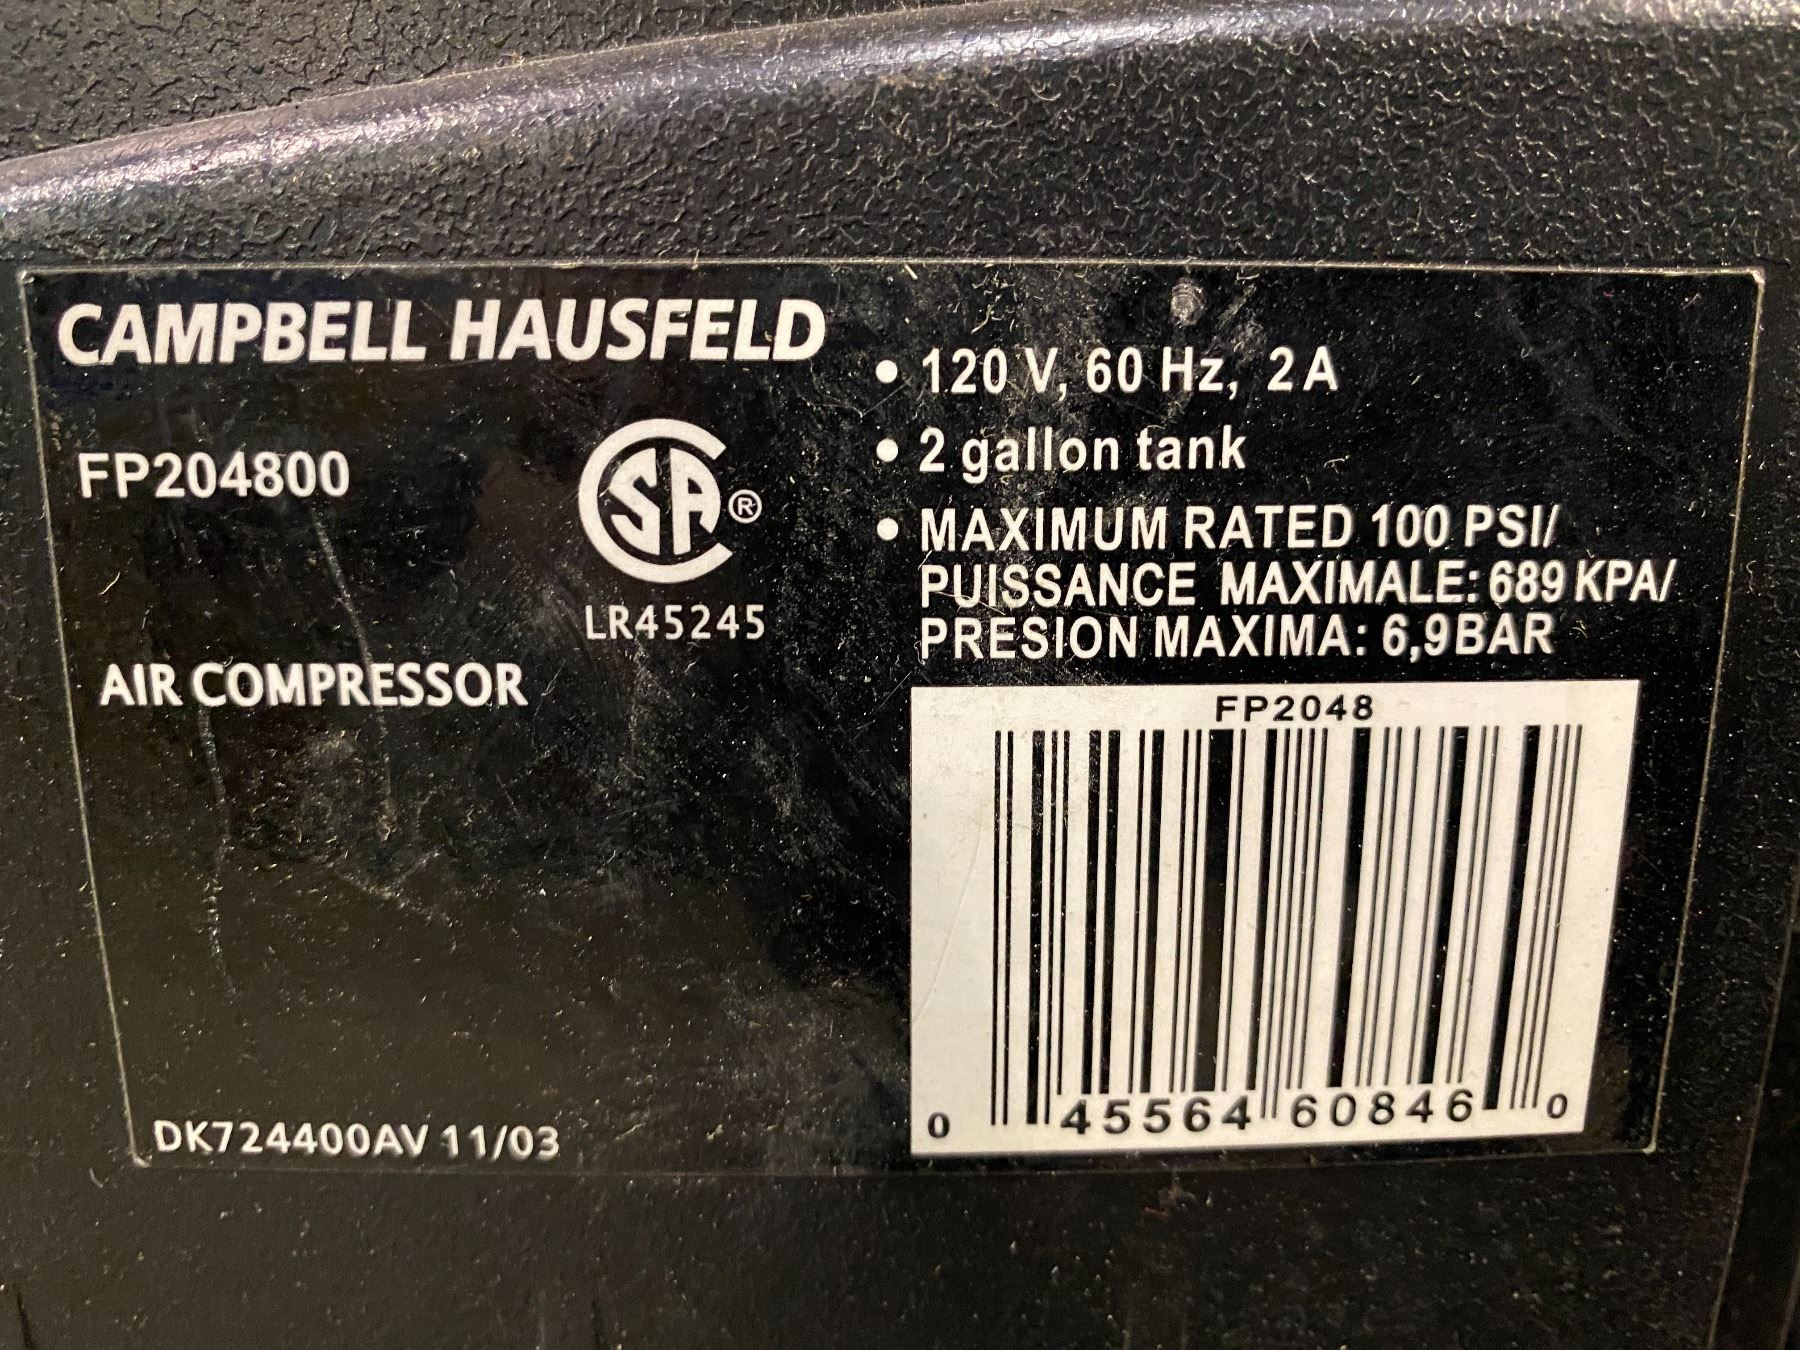 CAMPBELL HAUSFELD
FP204800
SA®
LR45245
AIR COMPRESSOR
DK724400AV 11/03
• 120 V, 60 Hz, 2 A
• 2 gallon tank
• MAXIMUM RATED 100 PSI/
PUISSANCE MAXIMALE: 689 KPA/
PRESION MAXIMA: 6,9BAR
FP2048
0 45564 60846 0